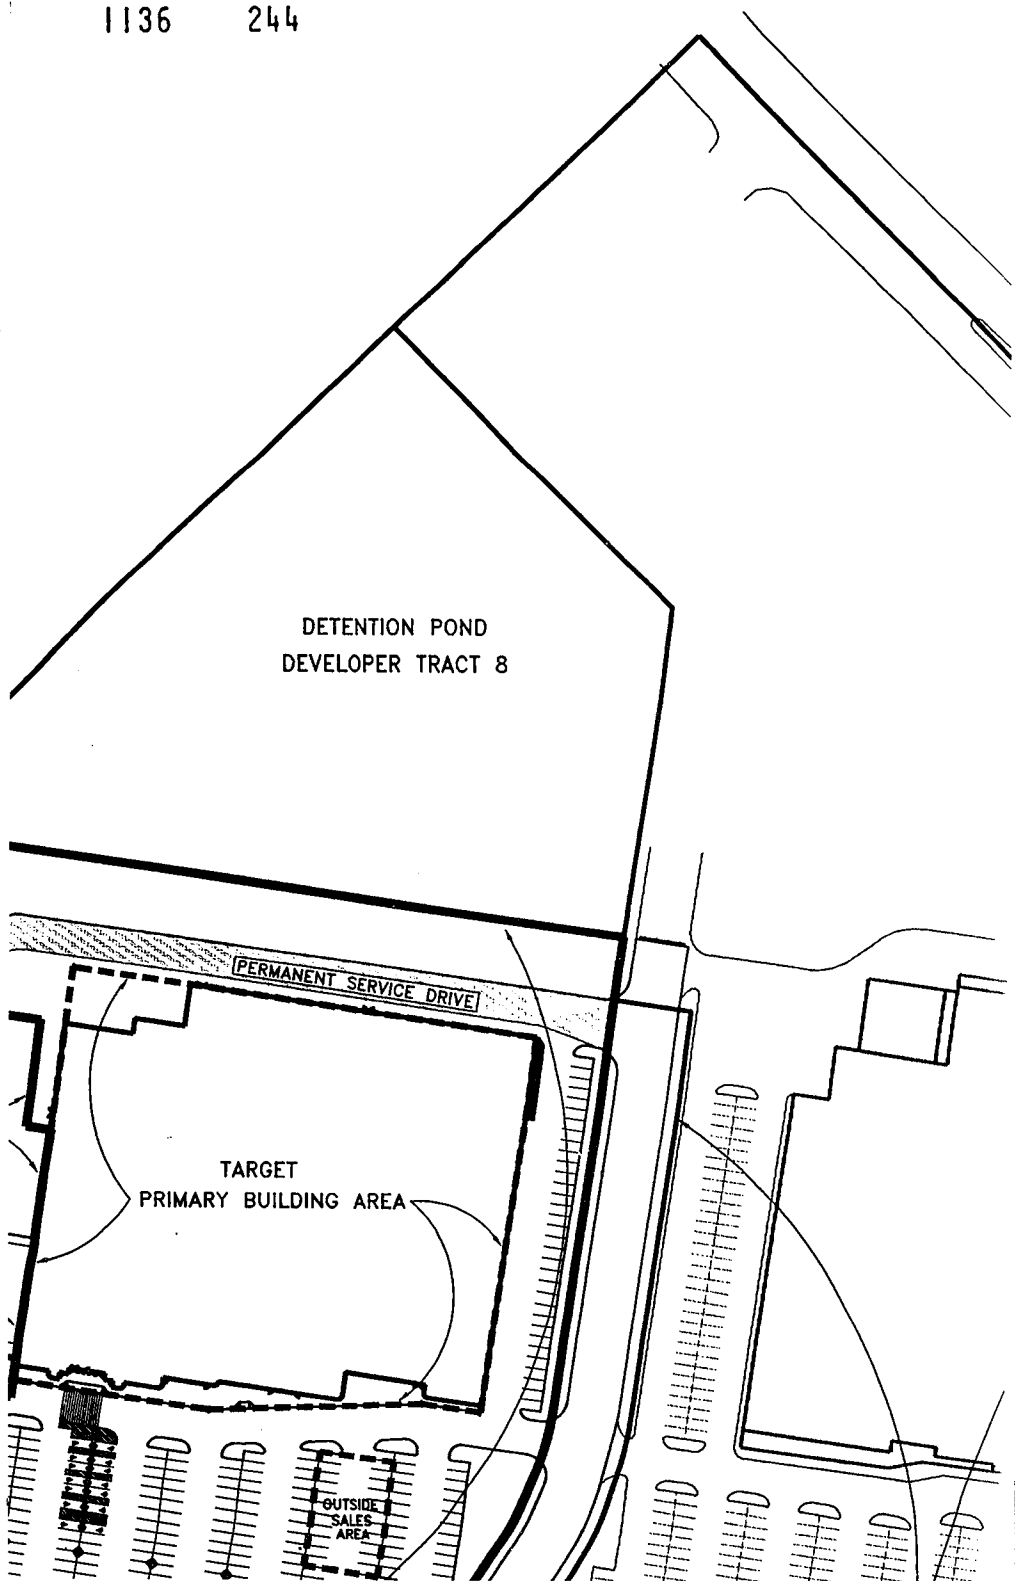 1136 244
DETENTION POND
DEVELOPER TRACT 8
PERMANENT SERVICE DRIVE
TARGET
PRIMARY BUILDING AREA
OUTSIDE
SALES
AREA